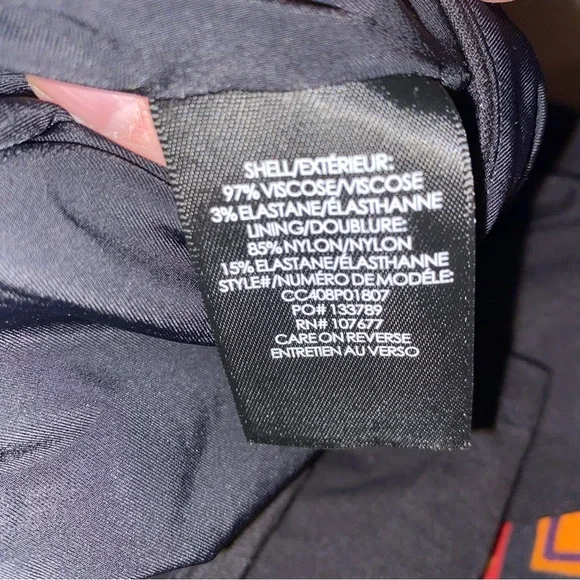 SHELL/EXTÉRIEUR:
97% VISCOSE/VISCOSE
3% ELASTANE/ÉLASTHANNE
LINING/DOUBLURE:
85% NYLON/NYLON
15% ELASTANE/ÉLASTHANNE
STYLE#/NUMÉRO DE MODÉLE:
CC408P01807
PO# 133789
RN# 107677
CARE ON REVERSE
ENTRETIEN AU VERSO